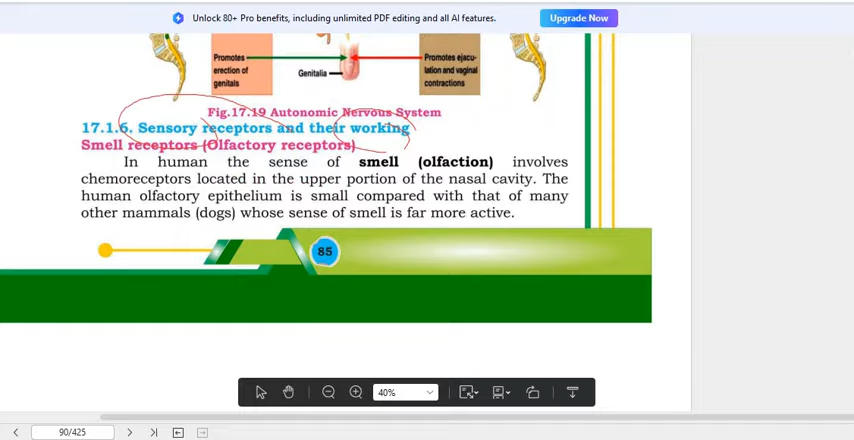 Unlock 80+ Pro benefits, including unlimited PDF editing and all AI features.
Upgrade Now
Promotes
erection of
genitals
Genitalia
Promotes ejacu-
lation and vaginal
contractions
Fig.17.19 Autonomic Nervous System
17.1.6. Sensory receptors and their working
Smell receptors (Olfactory receptors)
In human the sense of smell (olfaction) involves
chemoreceptors located in the upper portion of the nasal cavity. The
human olfactory epithelium is small compared with that of many
other mammals (dogs) whose sense of smell is far more active.
85
40%
90/425